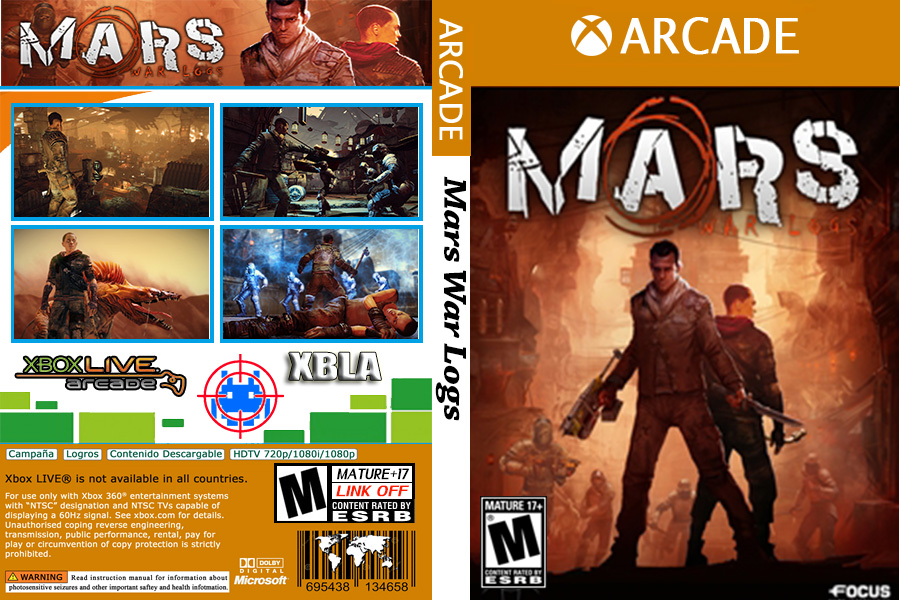 MARS
WAR LOGS
XBOX LIVE
arcade
XBLA
Campaña
Logros
Contenido Descargable
HDTV 720p/1080i/1080p
Xbox LIVE® is not available in all countries.
For use only with Xbox 360® entertainment systems
with “NTSC” designation and NTSC TVs capable of
displaying a 60Hz signal. See xbox.com for details.
Unauthorised coping reverse engineering,
transmission, public performance, rental, pay for
play or circumvention of copy protection is strictly
prohibited.
WARNING Read instruction manual for information about
photosensitive seizures and other important saftey and health infotmation.
M
MATURE+17
LINK OFF
CONTENT RATED BY
ESRB
DOLBY
DIGITAL
Microsoft
695438 134658
ARCADE
Mars War Logs
ARCADE
MARS
WAR LOGS
MATURE 17+
M
CONTENT RATED BY
ESRB
FOCUS